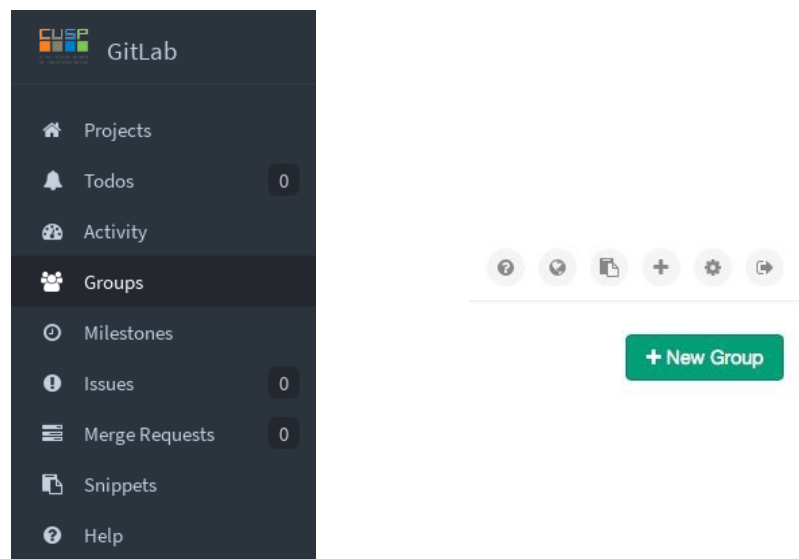 CUSP
GitLab
Projects
Todos 0
Activity
Groups
Milestones
Issues 0
Merge Requests 0
Snippets
Help
+ New Group